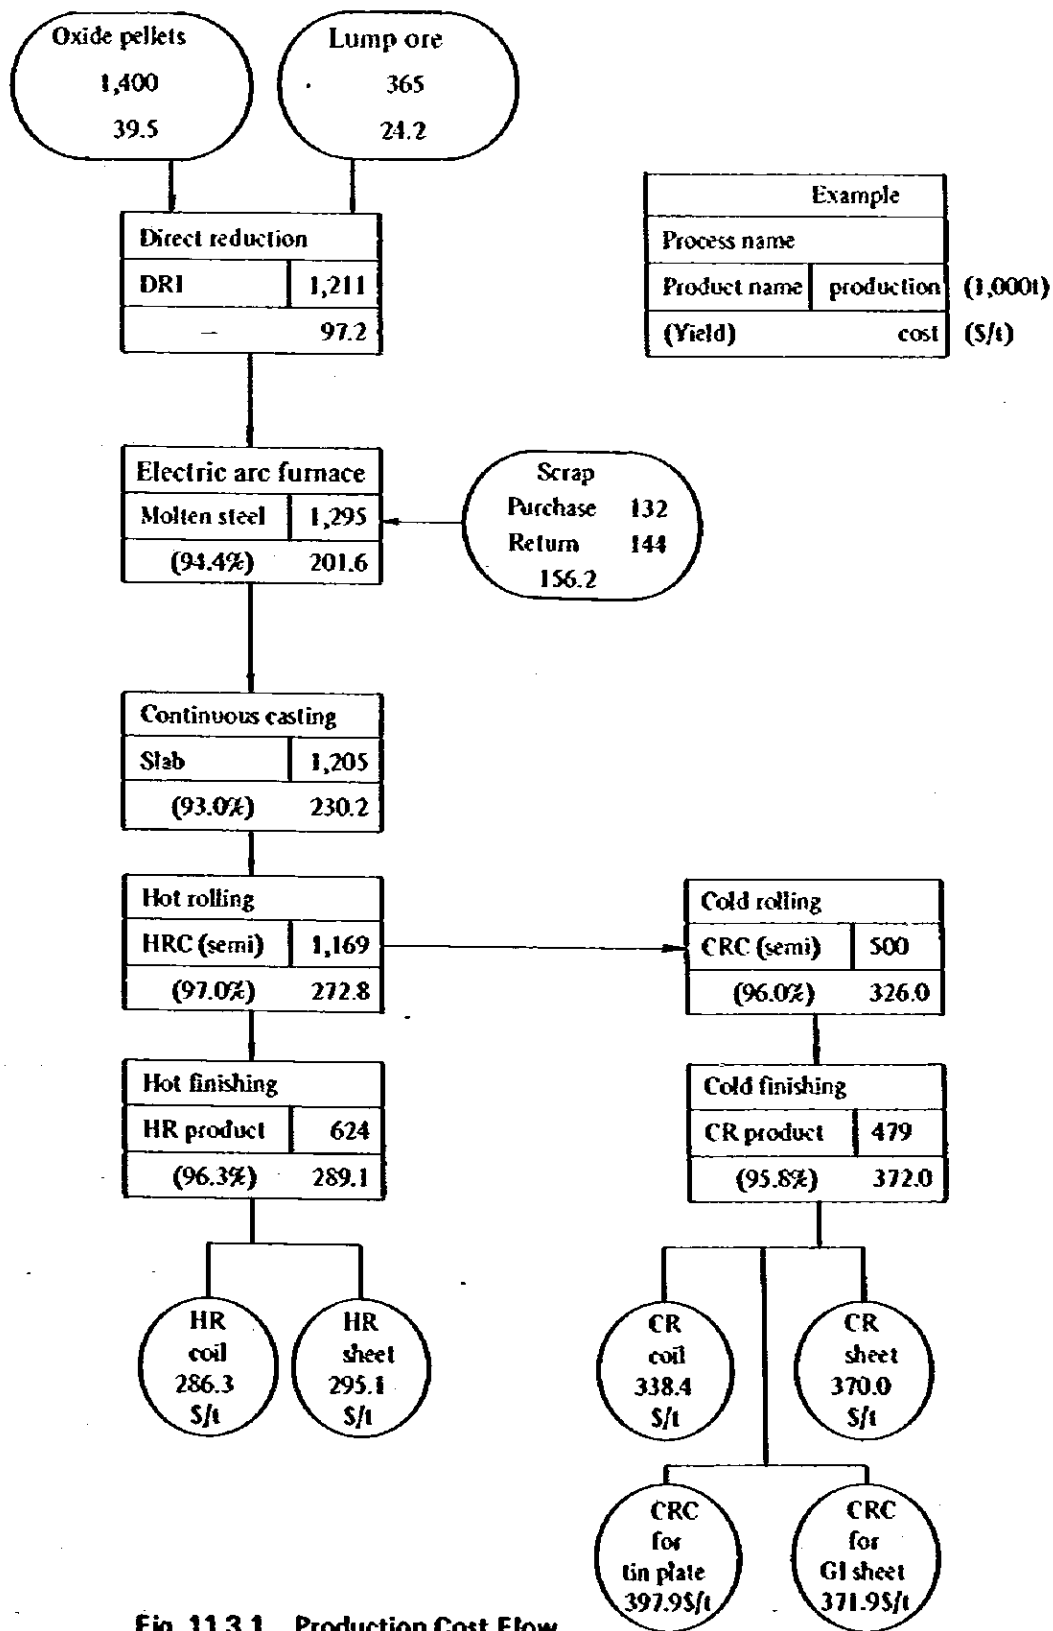 Oxide pellets
1,400
39.5
Lump ore
365
24.2
Example
Process name
Product name production (1,000t)
(Yield) cost ($/t)
Direct reduction
DRI 1,211
– 97.2
Electric arc furnace
Molten steel 1,295
(94.4%) 201.6
Scrap
Purchase 132
Return 144
156.2
Continuous casting
Slab 1,205
(93.0%) 230.2
Hot rolling
HRC (semi) 1,169
(97.0%) 272.8
Cold rolling
CRC (semi) 500
(96.0%) 326.0
Hot finishing
HR product 624
(96.3%) 289.1
Cold finishing
CR product 479
(95.8%) 372.0
HR
coil
286.3
$/t
HR
sheet
295.1
$/t
CR
coil
338.4
$/t
CR
sheet
370.0
$/t
CRC
for
tin plate
397.9$/t
CRC
for
GI sheet
371.9$/t
Fig. 11.3.1 Production Cost Flow